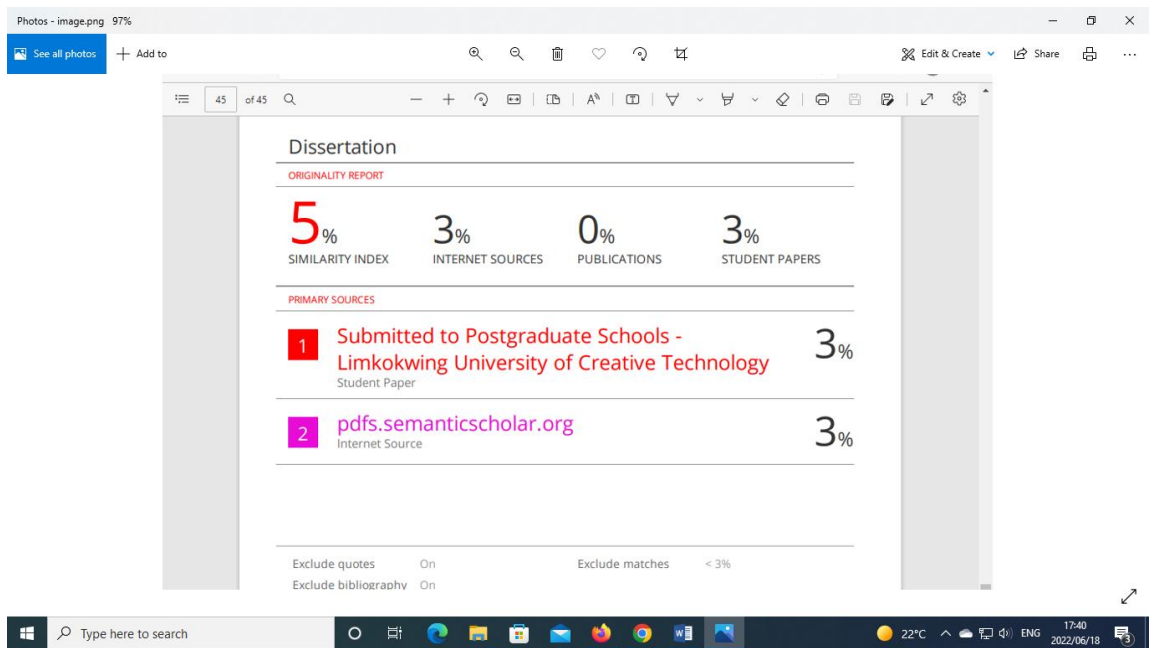 Photos - image.png 97%
See all photos + Add to Edit & Create Share
45 of 45
Dissertation
ORIGINALITY REPORT
5% 3% 0% 3%
SIMILARITY INDEX INTERNET SOURCES PUBLICATIONS STUDENT PAPERS
PRIMARY SOURCES
1 Submitted to Postgraduate Schools - 3%
Limkokwing University of Creative Technology
Student Paper
2 pdfs.semanticscholar.org 3%
Internet Source
Exclude quotes On Exclude matches < 3%
Exclude bibliography On
Type here to search 22°C ENG 17:40
2022/06/18 3